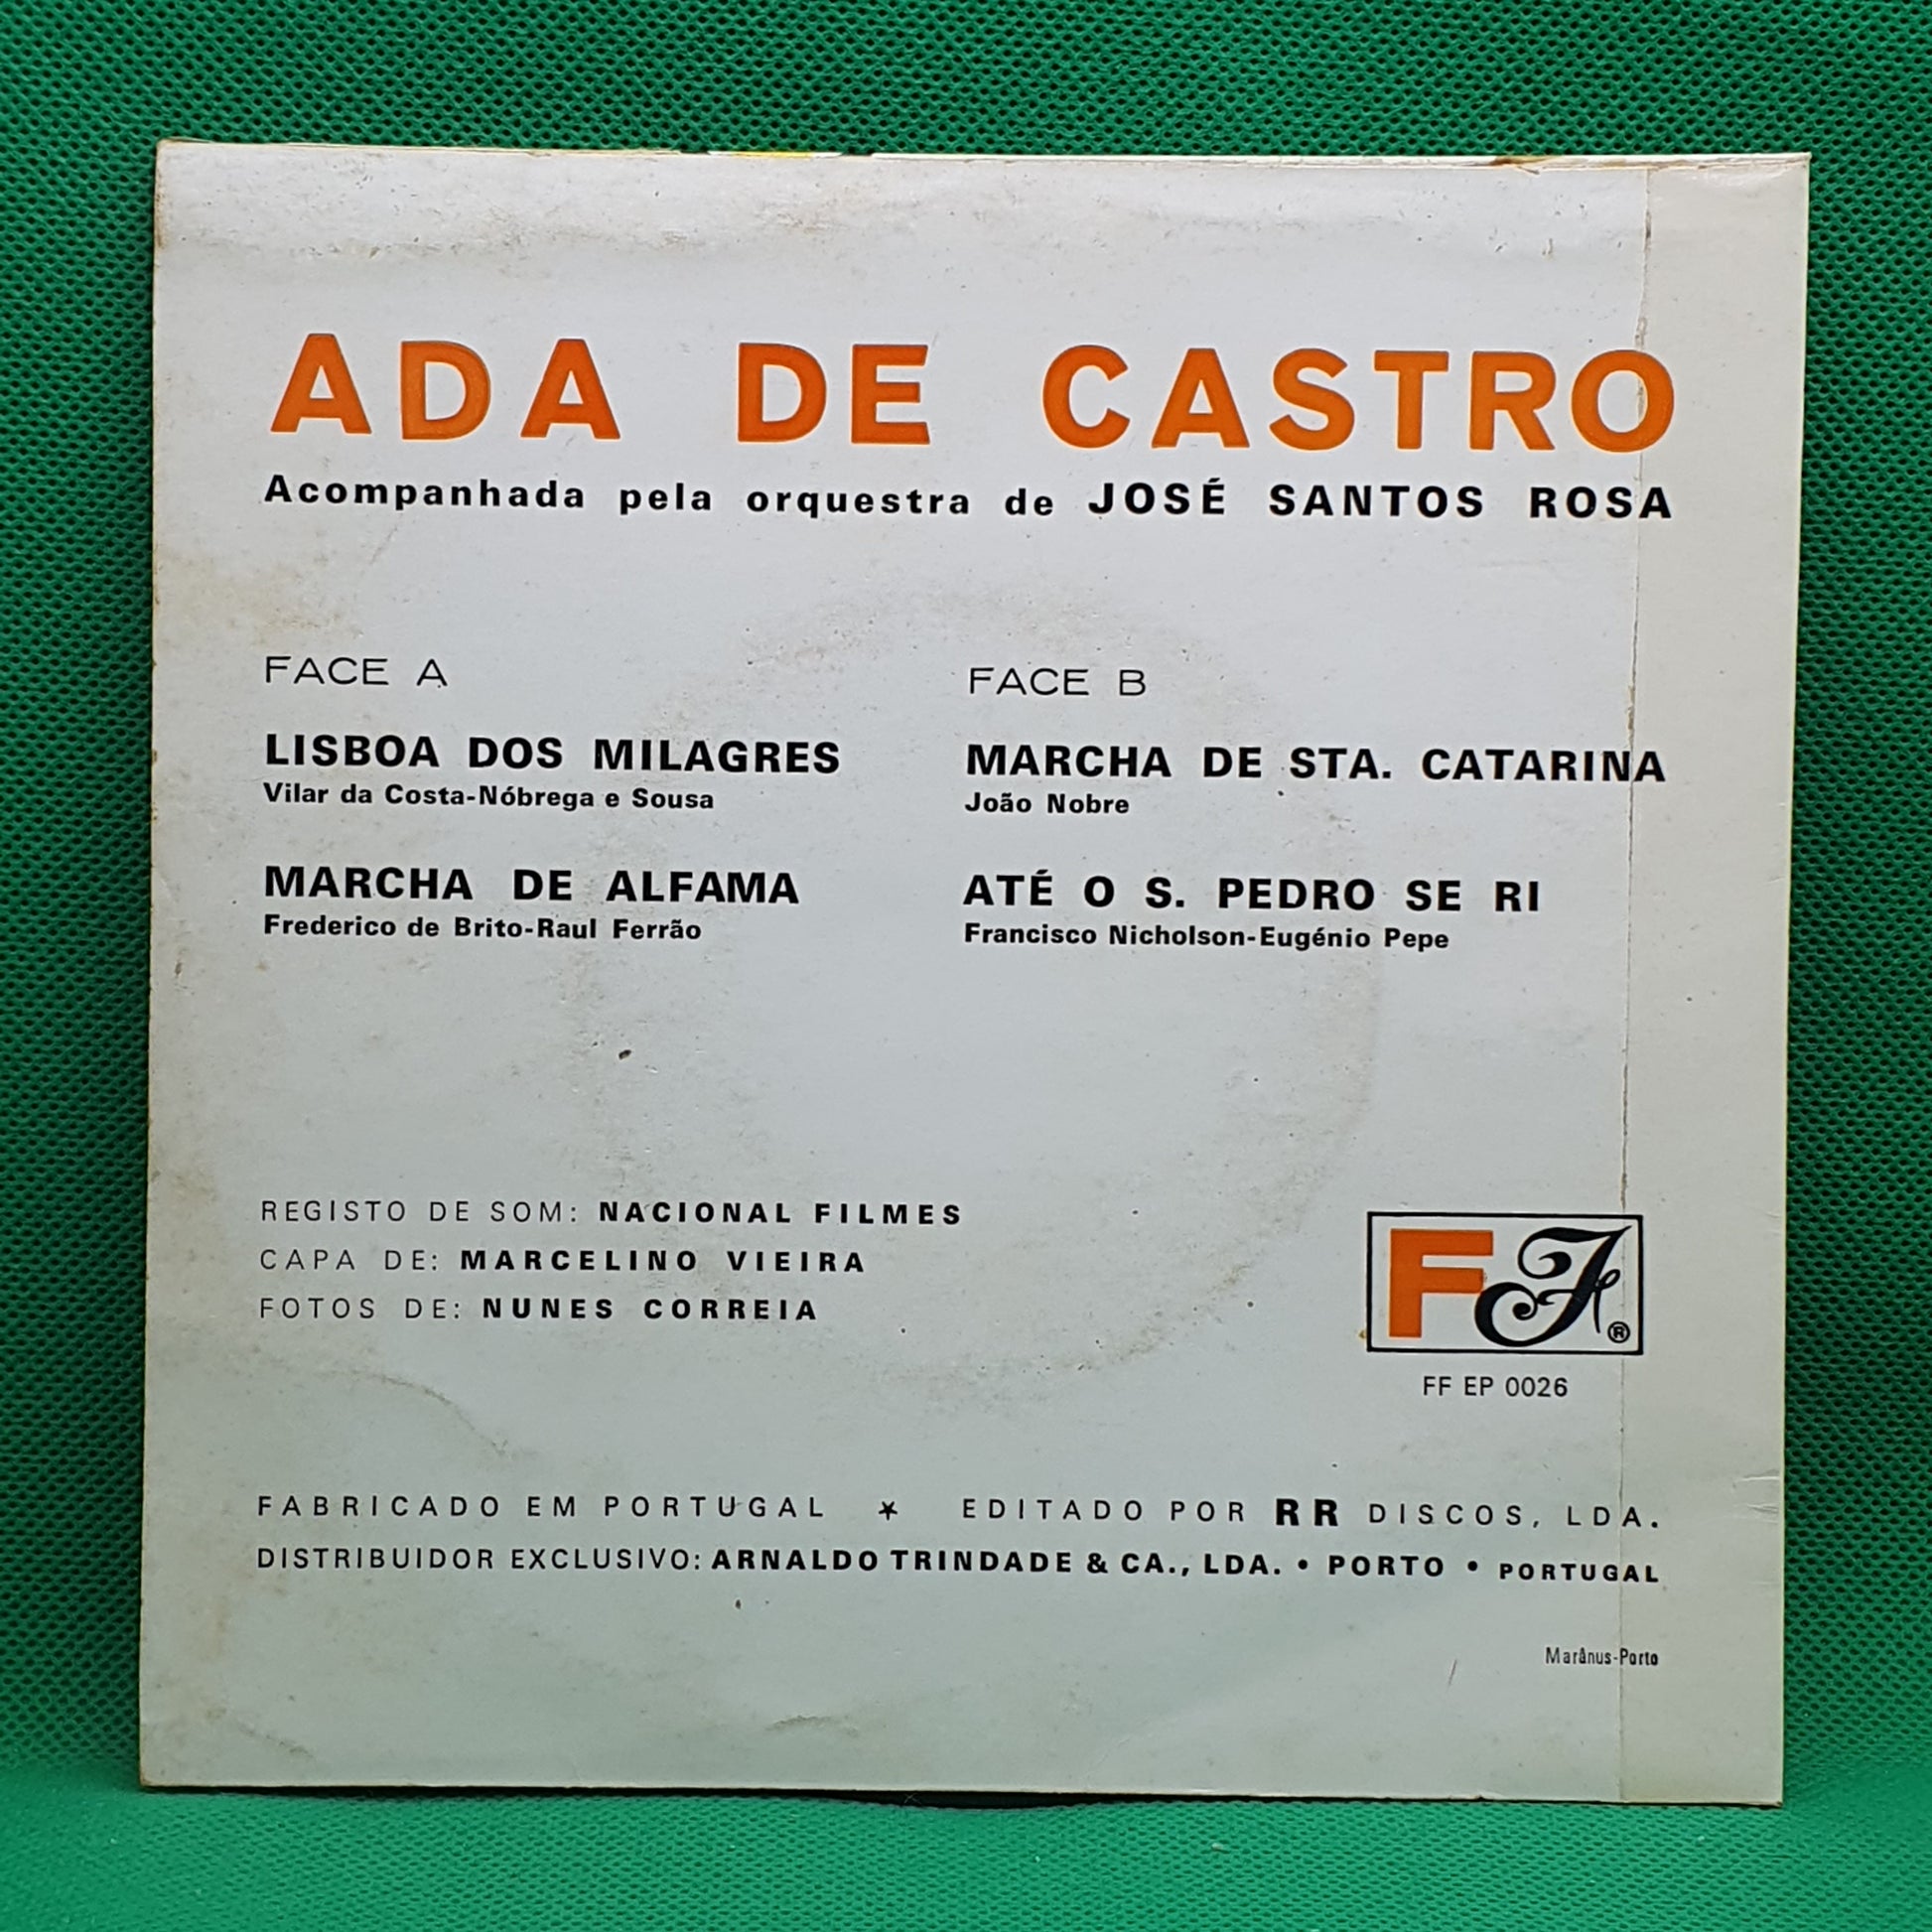 ADA DE CASTRO
Acompanhada pela orquestra de JOSÉ SANTOS ROSA
FACE A
LISBOA DOS MILAGRES
Vilar da Costa-Nóbrega e Sousa
MARCHA DE ALFAMA
Frederico de Brito-Raul Ferrão
FACE B
MARCHA DE STA. CATARINA
João Nobre
ATÉ O S. PEDRO SE RI
Francisco Nicholson-Eugénio Pepe
REGISTO DE SOM: NACIONAL FILMES
CAPA DE: MARCELINO VIEIRA
FOTOS DE: NUNES CORREIA
FF ®
FF EP 0026
FABRICADO EM PORTUGAL * EDITADO POR RR DISCOS, LDA.
DISTRIBUIDOR EXCLUSIVO: ARNALDO TRINDADE & CA., LDA. • PORTO • PORTUGAL
Marânus-Porto